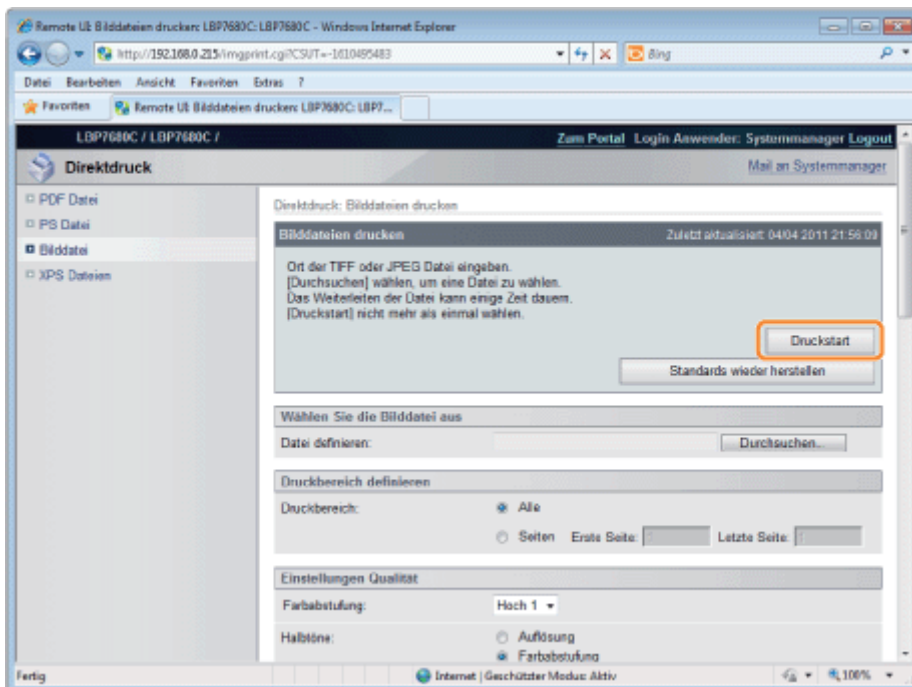 Remote UI: Bilddateien drucken: LBP7680C: LBP7680C - Windows Internet Explorer
http://192.168.0.215/imgprint.cgi?CSUT=-1610495483
Bing
Datei Bearbeiten Ansicht Favoriten Extras ?
Favoriten Remote UI: Bilddateien drucken: LBP7680C: LBP7...
LBP7680C / LBP7680C / Zum Portal Login Anwender: Systemmanager Logout
Direktdruck Mail an Systemmanager
PDF Datei
PS Datei
Bilddatei
XPS Dateien
Direktdruck: Bilddateien drucken
Bilddateien drucken Zuletzt aktualisiert: 04/04 2011 21:56:09
Ort der TIFF oder JPEG Datei eingeben.
[Durchsuchen] wählen, um eine Datei zu wählen.
Das Weiterleiten der Datei kann einige Zeit dauern.
[Druckstart] nicht mehr als einmal wählen.
Druckstart
Standards wieder herstellen
Wählen Sie die Bilddatei aus
Datei definieren: Durchsuchen...
Druckbereich definieren
Druckbereich: Alle
Seiten Erste Seite: Letzte Seite:
Einstellungen Qualität
Farbabstufung: Hoch 1
Halbtöne: Auflösung
Farbabstufung
Fertig Internet | Geschützter Modus: Aktiv 100%